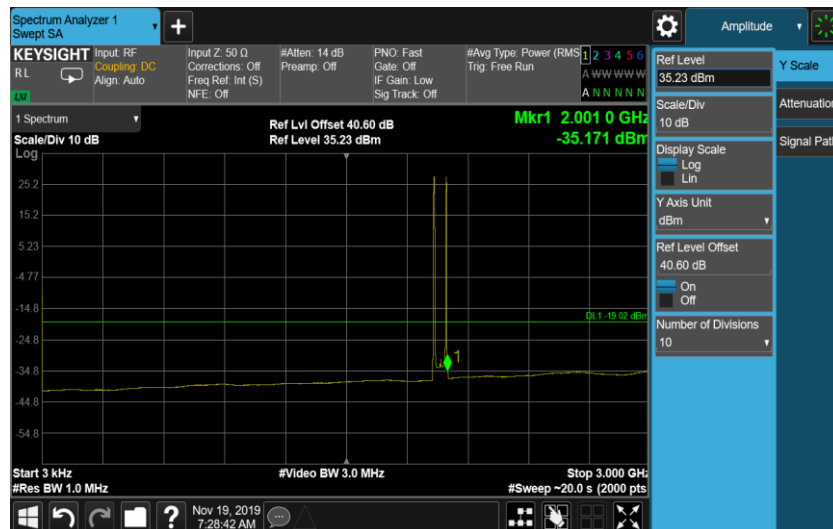 Spectrum Analyzer 1
Swept SA
Amplitude
KEYSIGHT
RL
LXI
Input: RF
Coupling: DC
Align: Auto
Input Z: 50 Ω
Corrections: Off
Freq Ref: Int (S)
NFE: Off
#Atten: 14 dB
Preamp: Off
PNO: Fast
Gate: Off
IF Gain: Low
Sig Track: Off
#Avg Type: Power (RMS
Trig: Free Run
1 2 3 4 5 6
A W W W W W
A N N N N N
1 Spectrum
Scale/Div 10 dB
Log
Ref Lvl Offset 40.60 dB
Ref Level 35.23 dBm
Mkr1 2.001 0 GHz
-35.171 dBm
25.2
15.2
5.23
-4.77
-14.8
DL1 -19.02 dBm
-24.8
1
-34.8
-44.8
-54.8
Start 3 kHz
#Res BW 1.0 MHz
#Video BW 3.0 MHz
Stop 3.000 GHz
#Sweep ~20.0 s (2000 pts
?
Nov 19, 2019
7:28:42 AM
Ref Level
35.23 dBm
Scale/Div
10 dB
Display Scale
Log
Lin
Y Axis Unit
dBm
Ref Level Offset
40.60 dB
On
Off
Number of Divisions
10
Y Scale
Attenuation
Signal Path